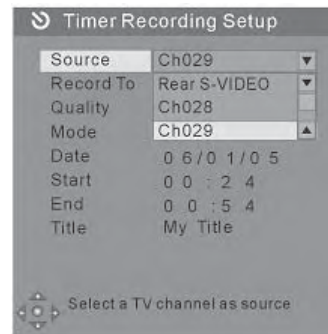 Timer Recording Setup
Source Ch029
Record To Rear S-VIDEO
Quality Ch028
Mode Ch029
Date 06/01/05
Start 00:24
End 00:54
Title My Title
Select a TV channel as source